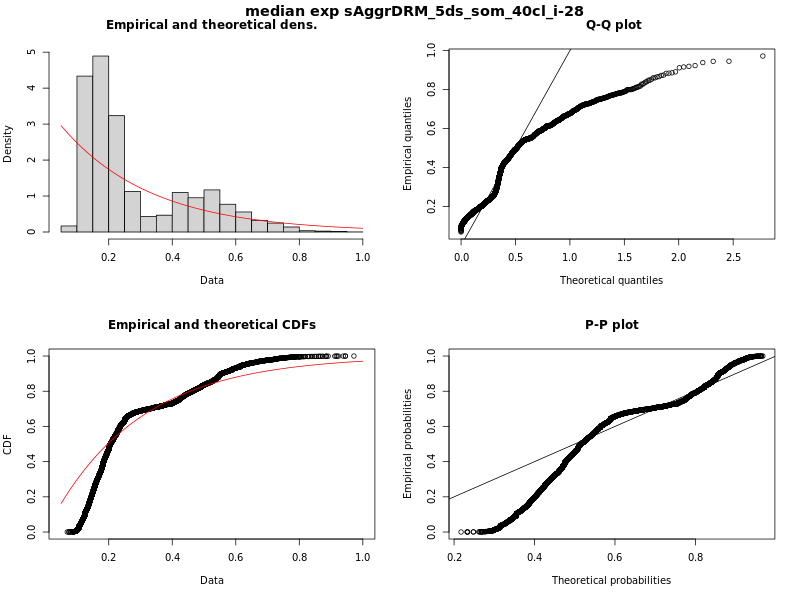 median exp sAggrDRM_5ds_som_40cl_i-28
Empirical and theoretical dens.
Density
0 1 2 3 4 5
0.2 0.4 0.6 0.8 1.0
Data
Q-Q plot
Empirical quantiles
0.2 0.4 0.6 0.8 1.0
0.0 0.5 1.0 1.5 2.0 2.5
Theoretical quantiles
Empirical and theoretical CDFs
CDF
0.0 0.2 0.4 0.6 0.8 1.0
0.2 0.4 0.6 0.8 1.0
Data
P-P plot
Empirical probabilities
0.0 0.2 0.4 0.6 0.8 1.0
0.2 0.4 0.6 0.8
Theoretical probabilities